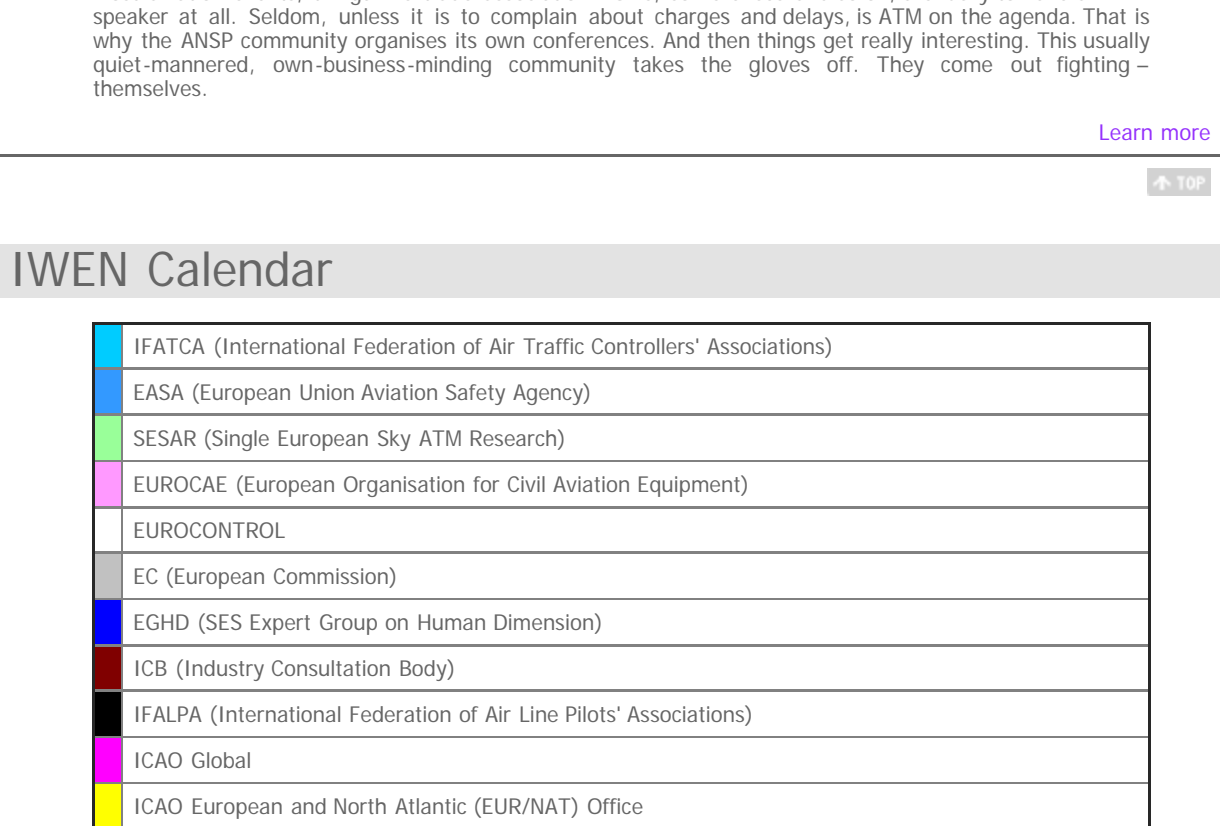 speaker at all. Seldom, unless it is to complain about charges and delays, is ATM on the agenda. That is
why the ANSP community organises its own conferences. And then things get really interesting. This usually
quiet-mannered, own-business-minding community takes the gloves off. They come out fighting –
themselves.
Learn more
TOP
IWEN Calendar
IFATCA (International Federation of Air Traffic Controllers' Associations)
EASA (European Union Aviation Safety Agency)
SESAR (Single European Sky ATM Research)
EUROCAE (European Organisation for Civil Aviation Equipment)
EUROCONTROL
EC (European Commission)
EGHD (SES Expert Group on Human Dimension)
ICB (Industry Consultation Body)
IFALPA (International Federation of Air Line Pilots' Associations)
ICAO Global
ICAO European and North Atlantic (EUR/NAT) Office